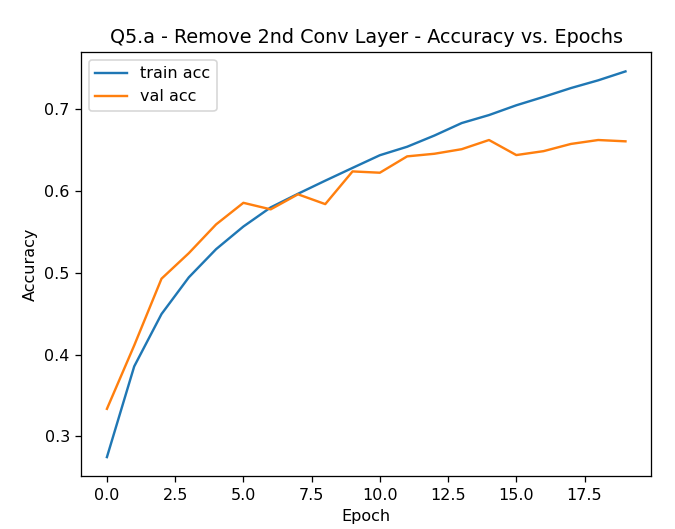 Q5.a - Remove 2nd Conv Layer - Accuracy vs. Epochs
train acc
val acc
0.7
0.6
0.5
0.4
0.3
Accuracy
0.0 2.5 5.0 7.5 10.0 12.5 15.0 17.5
Epoch